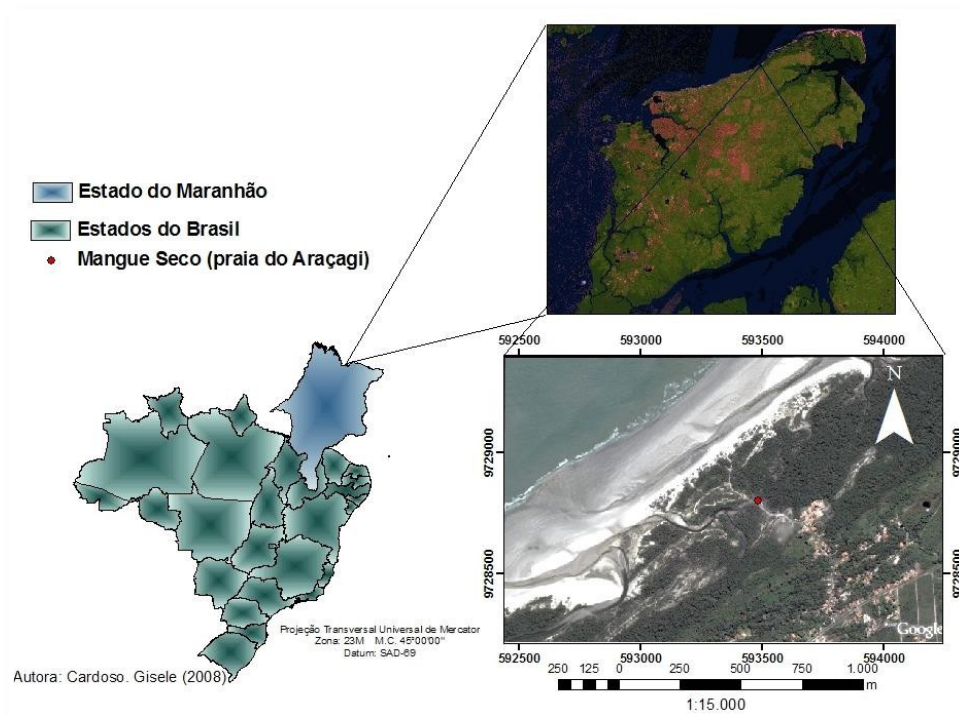 Estado do Maranhão
Estados do Brasil
Mangue Seco (praia do Araçagi)
Projeção Transversal Universal de Mercator
Zona: 23M M.C. 45º00'00"
Datum: SAD-69
Autora: Cardoso. Gisele (2008)
592500 593000 593500 594000
N
9729000 9729000
9728500 9728500
Google
592500 593000 593500 594000
250 125 0 250 500 750 1.000
m
1:15.000